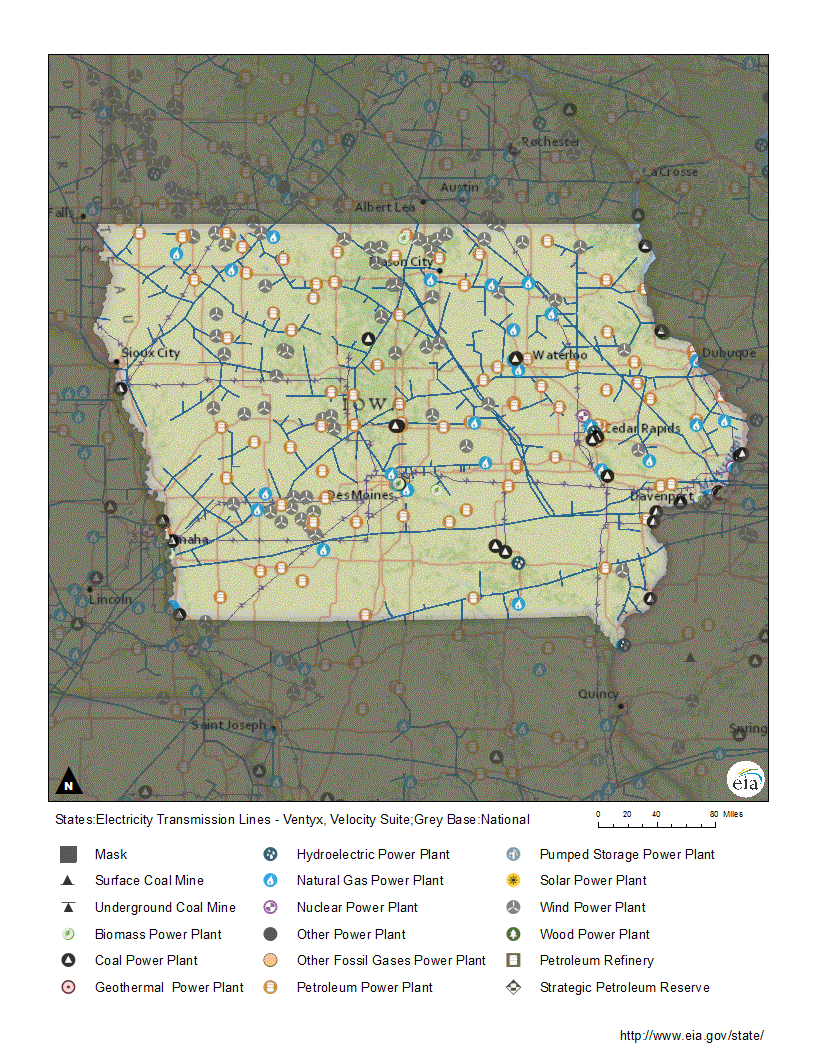 Rochester
LaCrosse
Austin
Albert Lea
Falls
Mason City
Sioux City
Waterloo
Dubuque
IOW
Cedar Rapids
Des Moines
Davenport
Omaha
Lincoln
Quincy
Saint Joseph
Spring
N
eia
States:Electricity Transmission Lines - Ventyx, Velocity Suite;Grey Base:National
0 20 40 80 Miles
Mask
Hydroelectric Power Plant
Pumped Storage Power Plant
Surface Coal Mine
Natural Gas Power Plant
Solar Power Plant
Underground Coal Mine
Nuclear Power Plant
Wind Power Plant
Biomass Power Plant
Other Power Plant
Wood Power Plant
Coal Power Plant
Other Fossil Gases Power Plant
Petroleum Refinery
Geothermal Power Plant
Petroleum Power Plant
Strategic Petroleum Reserve
http://www.eia.gov/state/